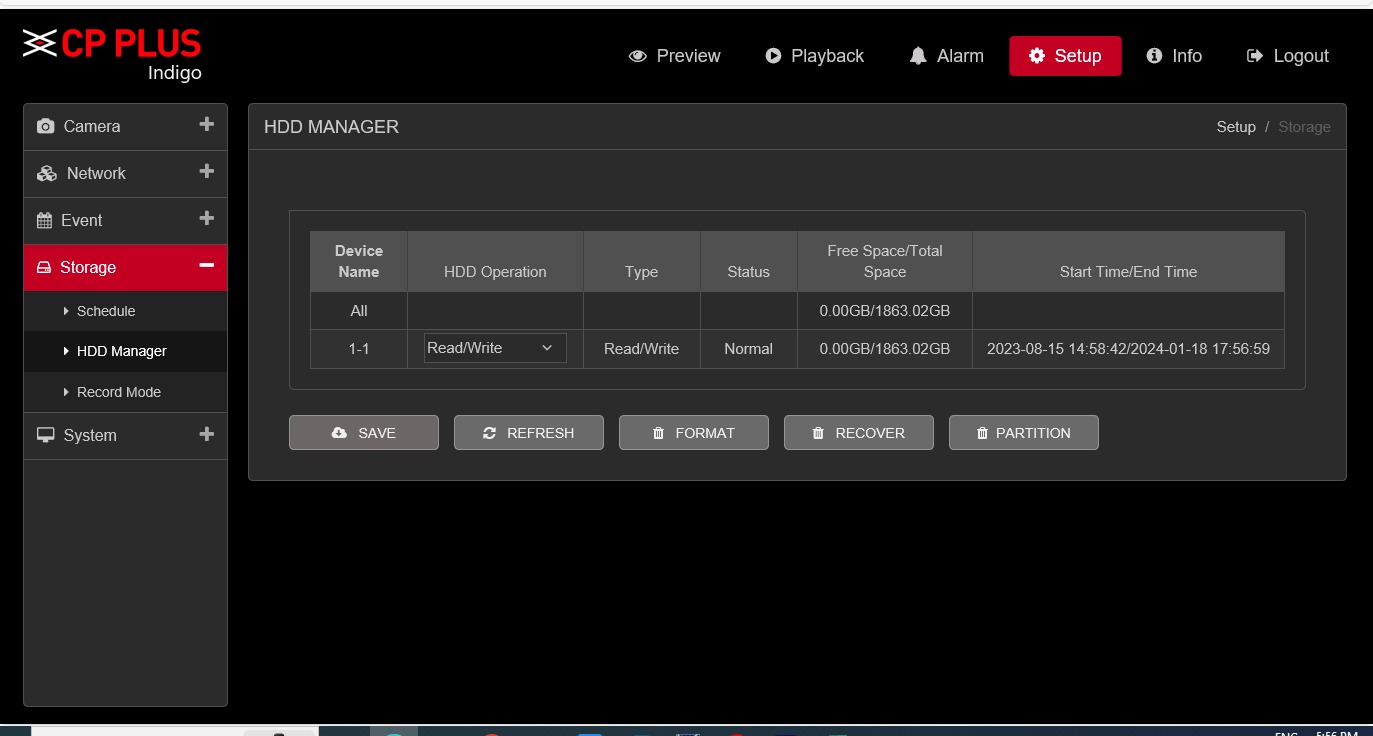 CP PLUS
Indigo
Preview
Playback
Alarm
Setup
Info
Logout
Camera
Network
Event
Storage
Schedule
HDD Manager
Record Mode
System
HDD MANAGER
Setup / Storage
Device Name HDD Operation Type Status Free Space/Total Space Start Time/End Time
All 0.00GB/1863.02GB
1-1 Read/Write Read/Write Normal 0.00GB/1863.02GB 2023-08-15 14:58:42/2024-01-18 17:56:59
SAVE REFRESH FORMAT RECOVER PARTITION
ENG 5:56 PM